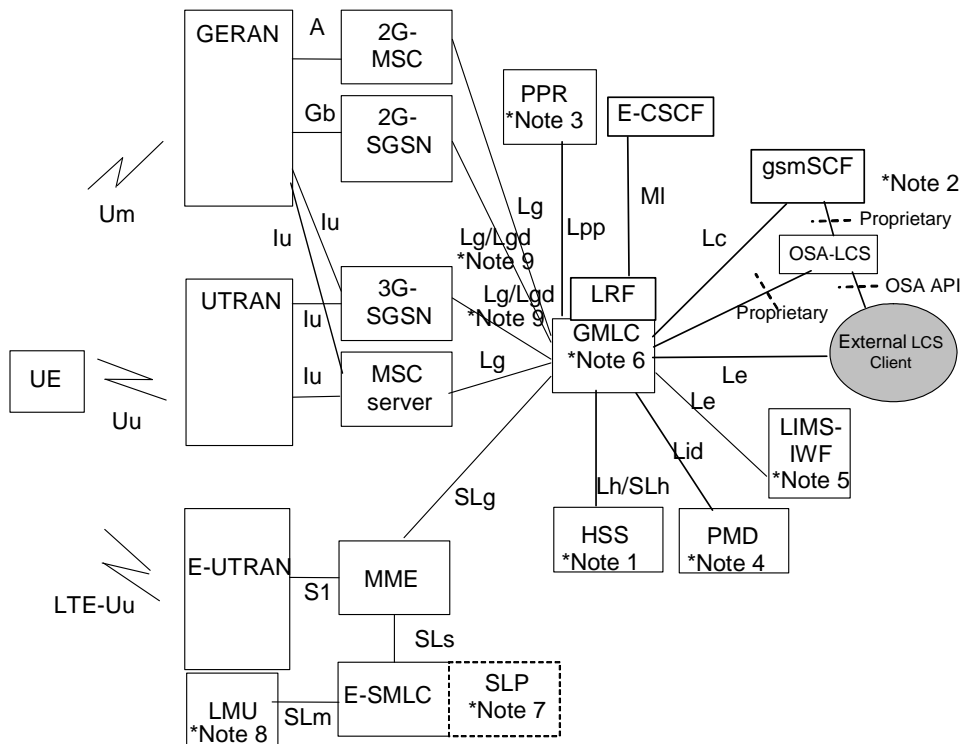 GERAN
A
2G-
MSC
Gb
2G-
SGSN
PPR
*Note 3
E-CSCF
gsmSCF
*Note 2
Um
Iu
Iu
Lg
Lg/Lgd
*Note 9
Lpp
Ml
Lc
Proprietary
OSA-LCS
OSA API
Proprietary
UTRAN
Iu
3G-
SGSN
Lg/Lgd
*Note 9
LRF
GMLC
*Note 6
External LCS
Client
UE
Uu
Iu
MSC
server
Lg
Le
Le
LIMS-
IWF
*Note 5
Lid
SLg
Lh/SLh
HSS
*Note 1
PMD
*Note 4
E-UTRAN
S1
MME
LTE-Uu
SLs
E-SMLC
SLP
*Note 7
LMU
*Note 8
SLm